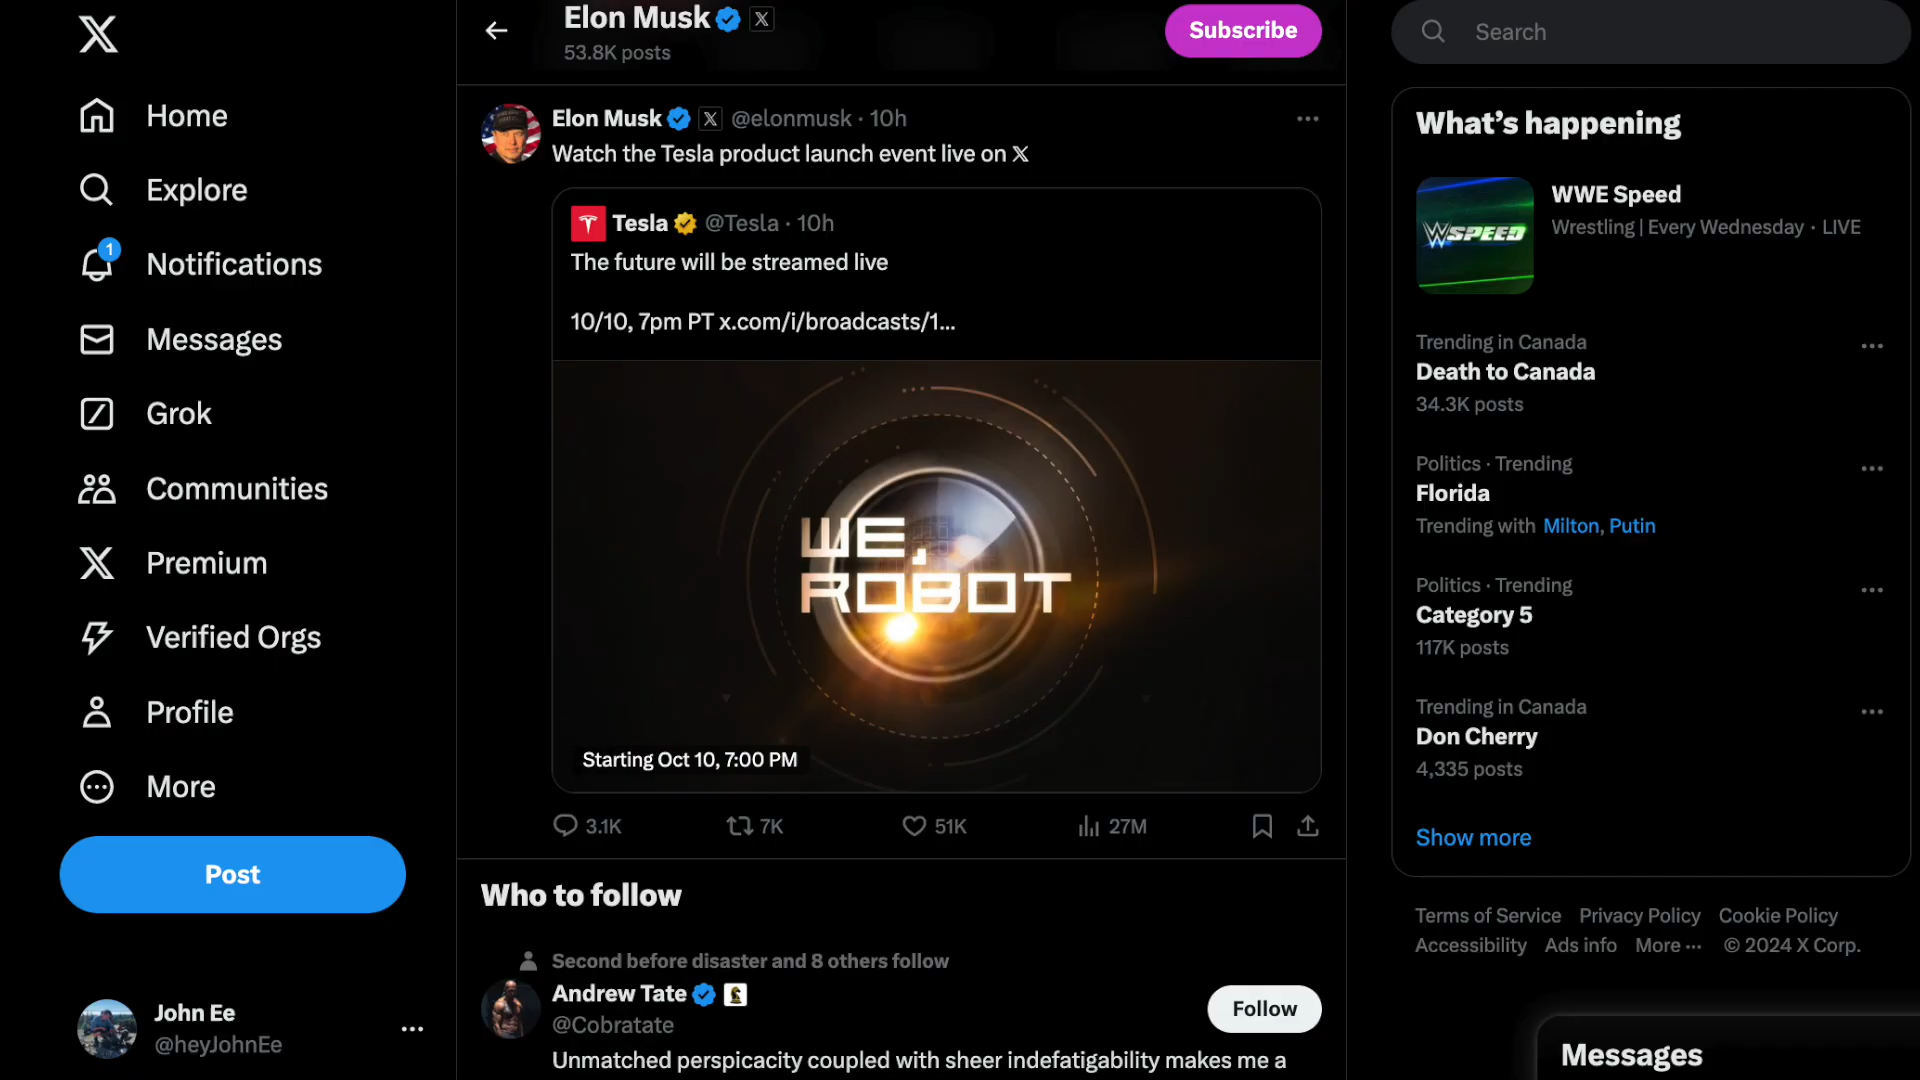 Home
Explore
1
Notifications
Messages
Grok
Communities
Premium
Verified Orgs
Profile
More
Post
John Ee
@heyJohnEe
Elon Musk
53.8K posts
Subscribe
Elon Musk @elonmusk · 10h
Watch the Tesla product launch event live on 𝕏
Tesla @Tesla · 10h
The future will be streamed live
10/10, 7pm PT x.com/i/broadcasts/1...
WE,
ROBOT
Starting Oct 10, 7:00 PM
3.1K 7K 51K 27M
Who to follow
Second before disaster and 8 others follow
Andrew Tate
@Cobratate
Follow
Unmatched perspicacity coupled with sheer indefatigability makes me a
Search
What's happening
W SPEED
WWE Speed
Wrestling | Every Wednesday · LIVE
Trending in Canada
Death to Canada
34.3K posts
Politics · Trending
Florida
Trending with Milton, Putin
Politics · Trending
Category 5
117K posts
Trending in Canada
Don Cherry
4,335 posts
Show more
Terms of Service Privacy Policy Cookie Policy
Accessibility Ads info More ··· © 2024 X Corp.
Messages